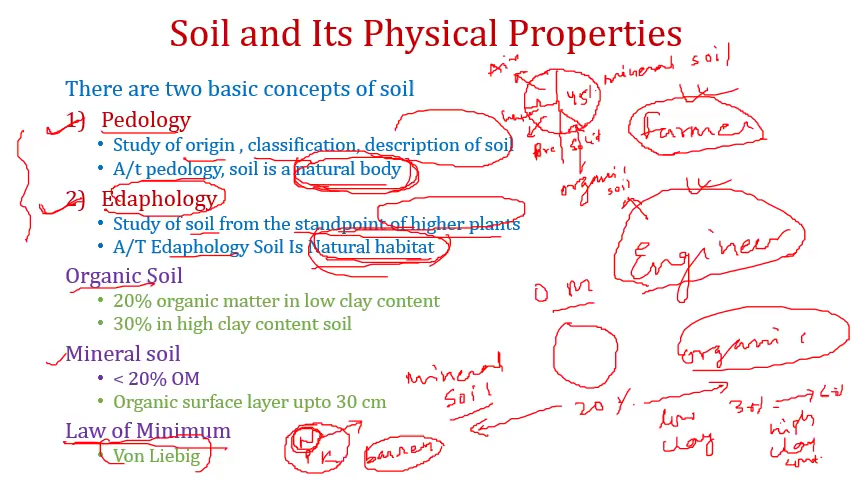 Soil and Its Physical Properties
There are two basic concepts of soil
1) Pedology
• Study of origin , classification, description of soil
• A/t pedology, soil is a natural body
2) Edaphology
• Study of soil from the standpoint of higher plants
• A/T Edaphology Soil Is Natural habitat
Organic Soil
• 20% organic matter in low clay content
• 30% in high clay content soil
Mineral soil
• < 20% OM
• Organic surface layer upto 30 cm
Law of Minimum
• Von Liebig
Air
mineral soil
45%
solid
organic
soil
Farmer
Engineer
O M
organic
mineral
soil
20 %
low
clay
30%
high
clay
cont.
N
P K
barren